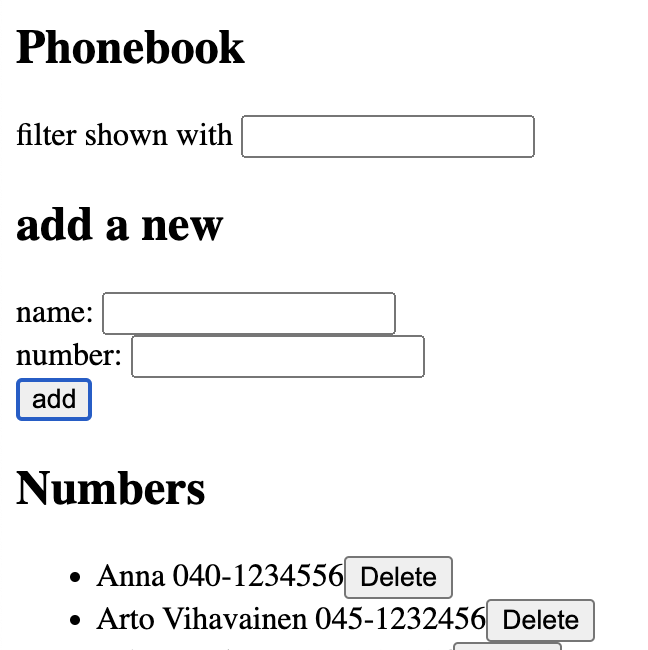 Phonebook
filter shown with
add a new
name:
number:
add
Numbers
• Anna 040-1234556 Delete
• Arto Vihavainen 045-1232456 Delete